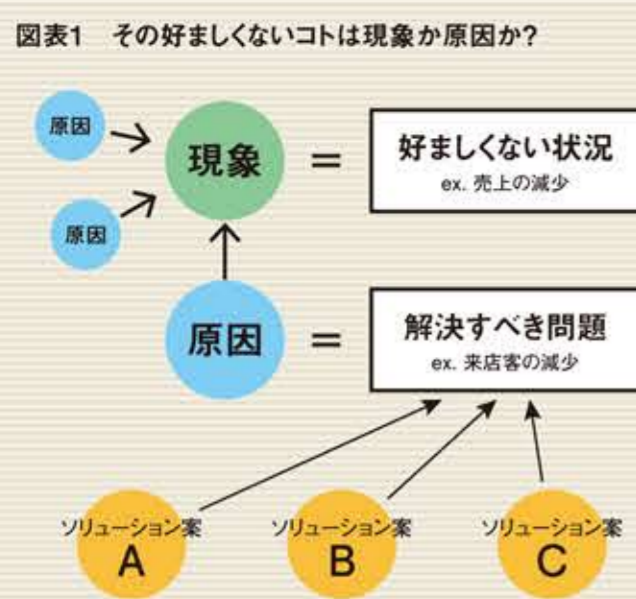 図表1 その好ましくないコトは現象か原因か?
原因
現象
=
好ましくない状況
ex. 売上の減少
原因
原因
=
解決すべき問題
ex. 来店客の減少
ソリューション案
A
ソリューション案
B
ソリューション案
C